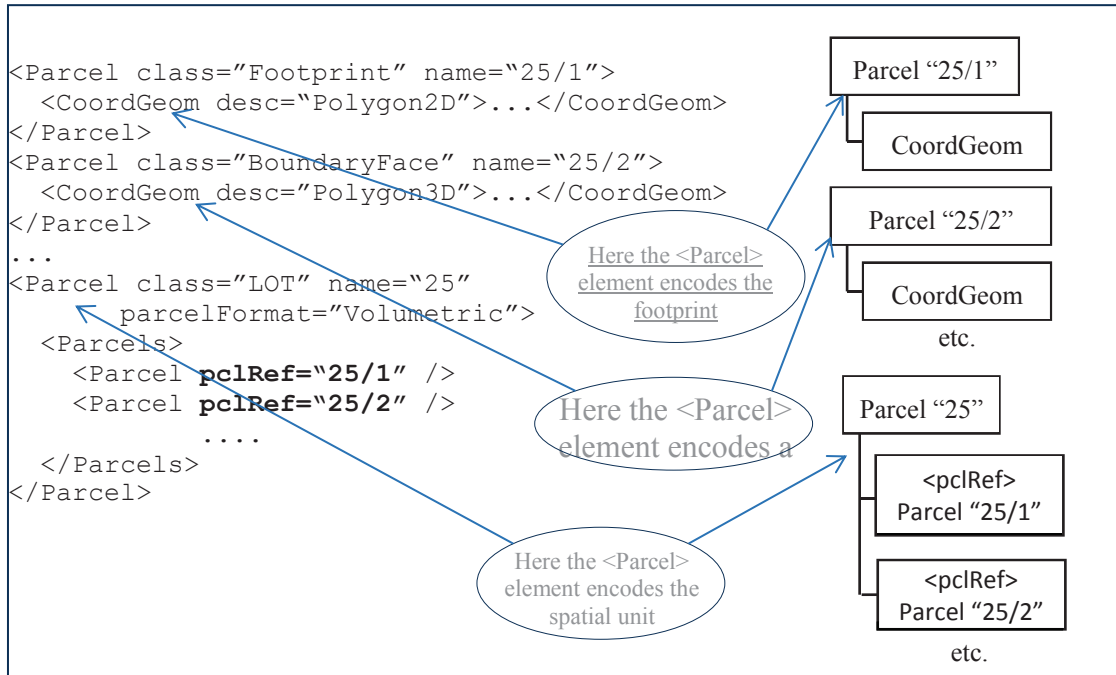 <Parcel class=”Footprint” name=“25/1”>
<CoordGeom desc=“Polygon2D”>...</CoordGeom>
</Parcel>
<Parcel class=”BoundaryFace” name=“25/2”>
<CoordGeom desc=“Polygon3D”>...</CoordGeom>
</Parcel>
...
<Parcel class=”LOT” name=“25”
parcelFormat=”Volumetric”>
<Parcels>
<Parcel pclRef=“25/1” />
<Parcel pclRef=“25/2” />
....
</Parcels>
</Parcel>
Here the <Parcel>
element encodes the
footprint
Here the <Parcel>
element encodes a
Here the <Parcel>
element encodes the
spatial unit
Parcel “25/1”
CoordGeom
Parcel “25/2”
CoordGeom
etc.
Parcel “25”
<pclRef>
Parcel “25/1”
<pclRef>
Parcel “25/2”
etc.